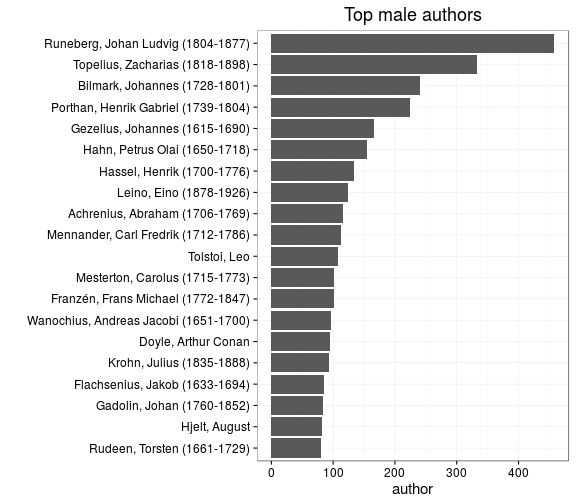 Top male authors
Runeberg, Johan Ludvig (1804-1877)
Topelius, Zacharias (1818-1898)
Bilmark, Johannes (1728-1801)
Porthan, Henrik Gabriel (1739-1804)
Gezelius, Johannes (1615-1690)
Hahn, Petrus Olai (1650-1718)
Hassel, Henrik (1700-1776)
Leino, Eino (1878-1926)
Achrenius, Abraham (1706-1769)
Mennander, Carl Fredrik (1712-1786)
Tolstoi, Leo
Mesterton, Carolus (1715-1773)
Franzén, Frans Michael (1772-1847)
Wanochius, Andreas Jacobi (1651-1700)
Doyle, Arthur Conan
Krohn, Julius (1835-1888)
Flachsenius, Jakob (1633-1694)
Gadolin, Johan (1760-1852)
Hjelt, August
Rudeen, Torsten (1661-1729)
0 100 200 300 400
author